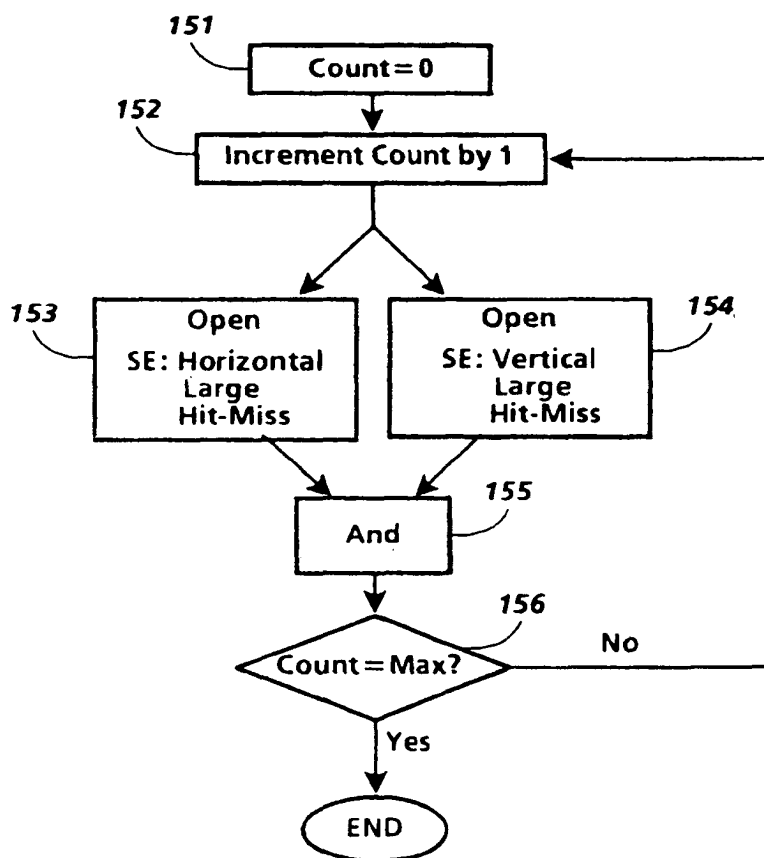 151
Count=0
152
Increment Count by 1
153
Open
SE: Horizontal
Large
Hit-Miss
154
Open
SE: Vertical
Large
Hit-Miss
155
And
156
Count=Max?
No
Yes
END